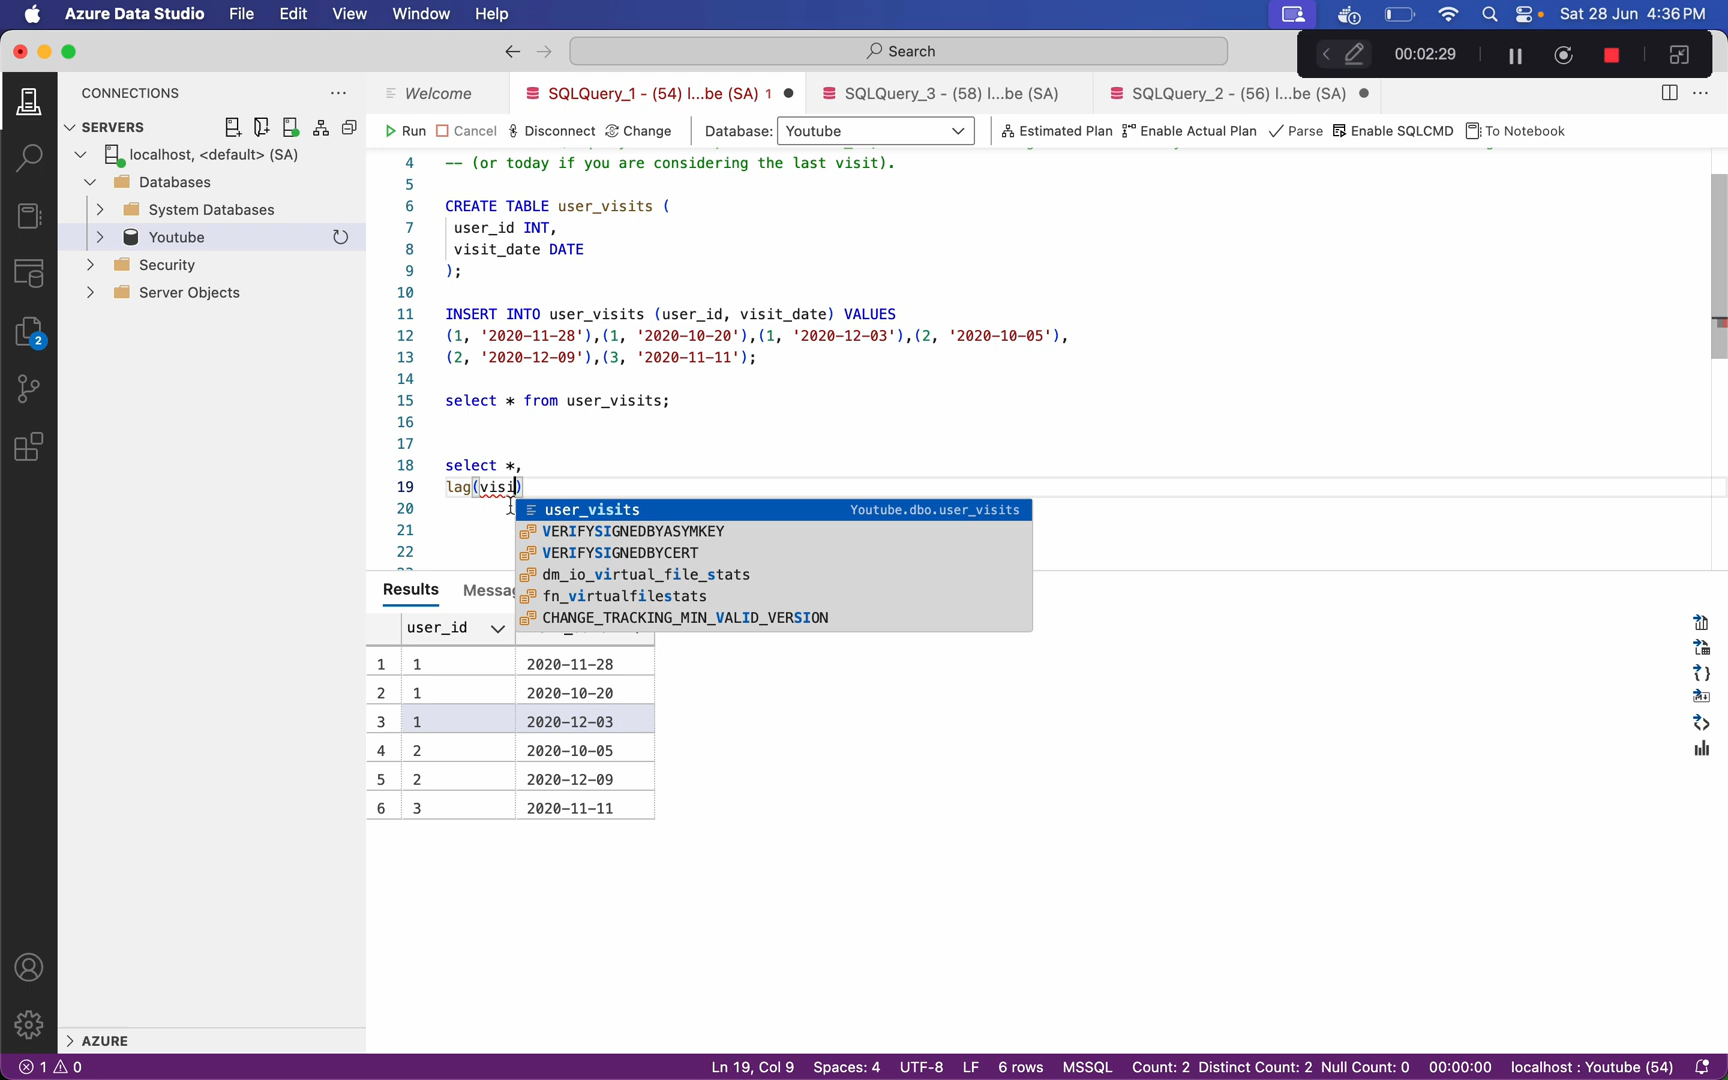 Azure Data Studio File Edit View Window Help Sat 28 Jun 4:36 PM
Search
00:02:29
CONNECTIONS
Welcome
SQLQuery_1 - (54) l...be (SA) 1
SQLQuery_3 - (58) l...be (SA)
SQLQuery_2 - (56) l...be (SA)
SERVERS
Run Cancel Disconnect Change Database: Youtube Estimated Plan Enable Actual Plan Parse Enable SQLCMD To Notebook
localhost, <default> (SA)
Databases
System Databases
Youtube
Security
Server Objects
4 -- (or today if you are considering the last visit).
5
6 CREATE TABLE user_visits (
7 user_id INT,
8 visit_date DATE
9 );
10
11 INSERT INTO user_visits (user_id, visit_date) VALUES
12 (1, '2020-11-28'),(1, '2020-10-20'),(1, '2020-12-03'),(2, '2020-10-05'),
13 (2, '2020-12-09'),(3, '2020-11-11');
14
15 select * from user_visits;
16
17
18 select *,
19 lag(visi)
20
21
22
user_visits Youtube.dbo.user_visits
VERIFYSIGNEDBYASYMKEY
VERIFYSIGNEDBYCERT
dm_io_virtual_file_stats
fn_virtualfilestats
CHANGE_TRACKING_MIN_VALID_VERSION
2
Results
user_id
1 1 2020-11-28
2 1 2020-10-20
3 1 2020-12-03
4 2 2020-10-05
5 2 2020-12-09
6 3 2020-11-11
AZURE
1 0 Ln 19, Col 9 Spaces: 4 UTF-8 LF 6 rows MSSQL Count: 2 Distinct Count: 2 Null Count: 0 00:00:00 localhost : Youtube (54)